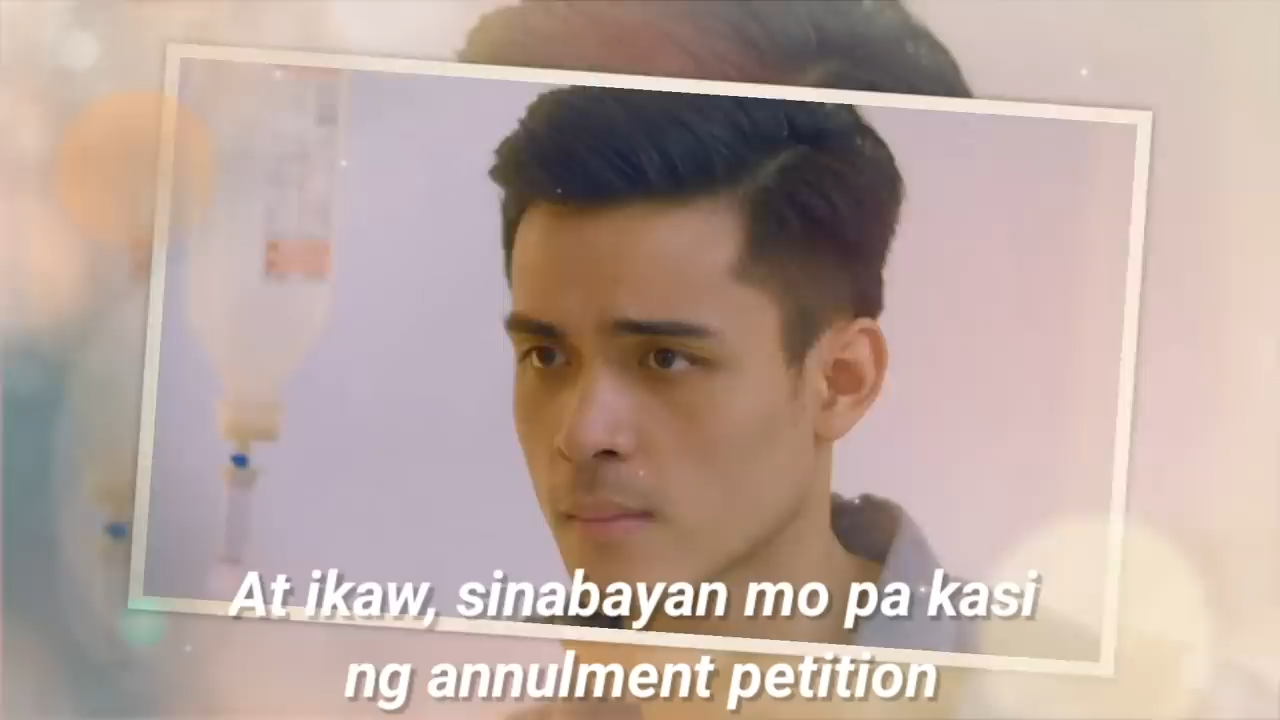 At ikaw, sinabayan mo pa kasi
ng annulment petition